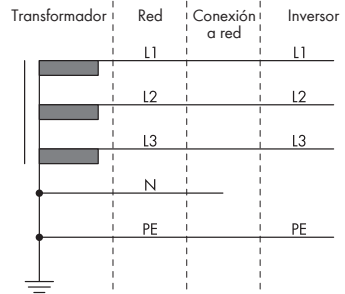 Transformador
Red
Conexión
a red
Inversor
L1
L1
L2
L2
L3
L3
N
PE
PE